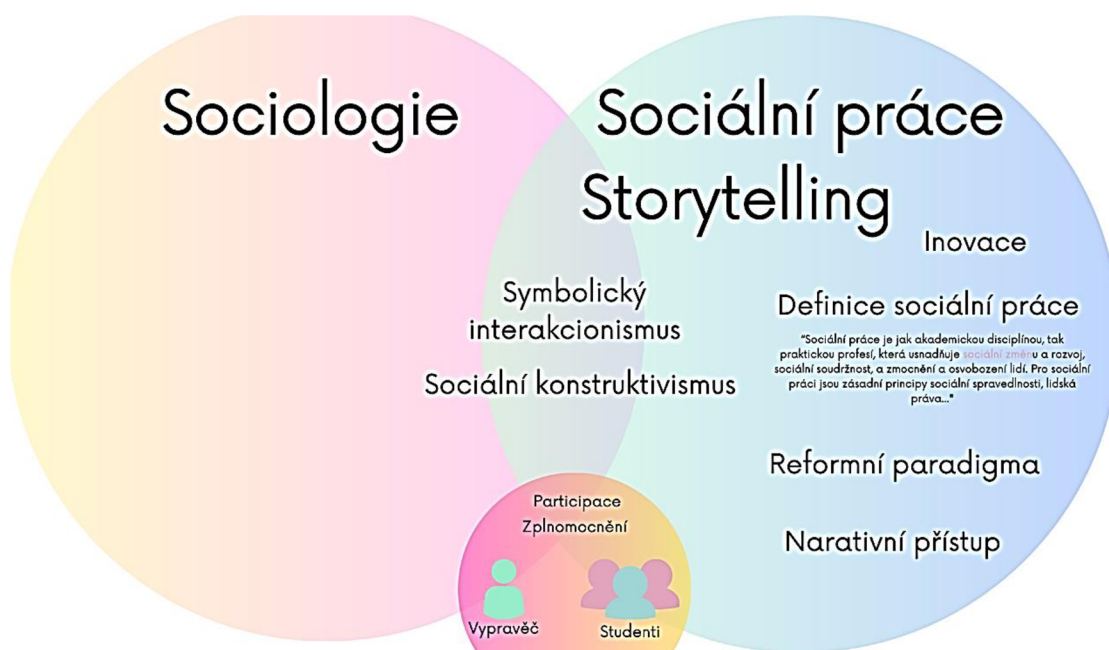 Sociologie
Sociální práce
Storytelling
Inovace
Symbolický
interakcionismus
Sociální konstruktivismus
Definice sociální práce
"Sociální práce je jak akademickou disciplínou, tak
praktickou profesí, která usnadňuje sociální změnu a rozvoj,
sociální soudržnost, a zmocnění a osvobození lidí. Pro sociální
práci jsou zásadní principy sociální spravedlnosti, lidská
práva..."
Reformní paradigma
Narativní přístup
Participace
Zplnomocnění
Vypravěč
Studenti